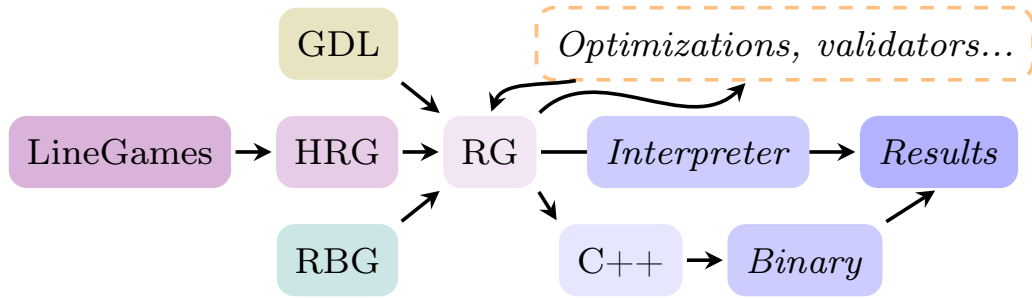 GDL
Optimizations, validators...
LineGames
HRG
RG
Interpreter
Results
RBG
C++
Binary